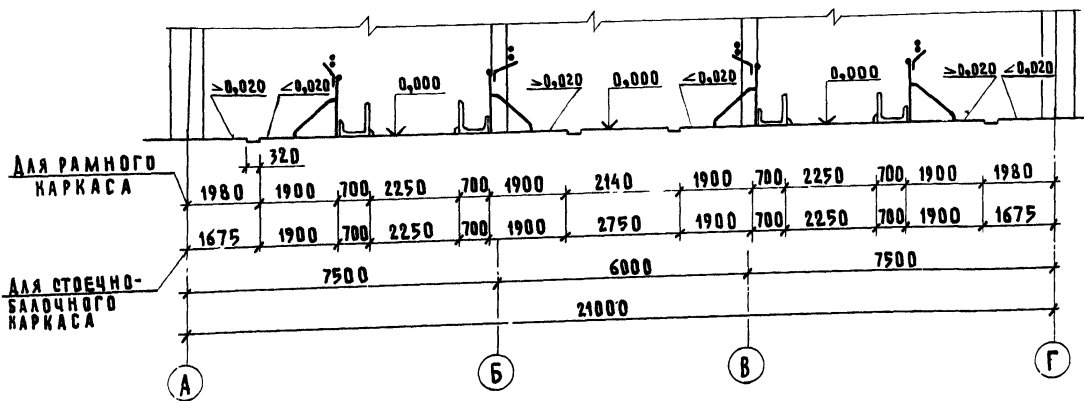 ≥0,020 ≤0,020 0,000 ≥0,020 0,000 ≤0,020 0,000 ≥0,020 ≤0,020
320
ДЛЯ РАМНОГО
КАРКАСА
1980 1900 700 2250 700 1900 2140 1900 700 2250 700 1900 1980
1675 1900 700 2250 700 1900 2750 1900 700 2250 700 1900 1675
ДЛЯ СТОЕЧНО-
БАЛОЧНОГО
КАРКАСА
7500 6000 7500
21000
А Б В Г